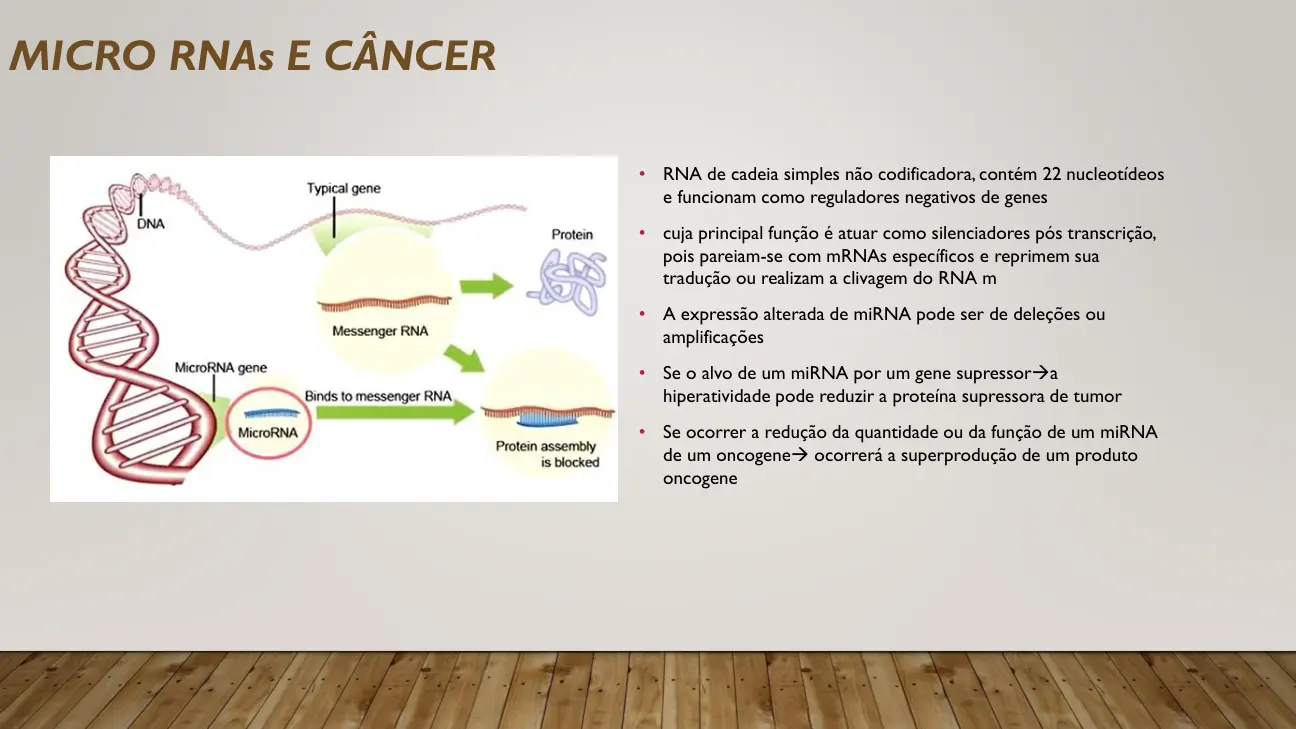 MICRO RNAs E CÂNCER
Typical gene
DNA
Protein
Messenger RNA
MicroRNA gene
Binds to messenger RNA
MicroRNA
Protein assembly
is blocked
• RNA de cadeia simples não codificadora, contém 22 nucleotídeos
e funcionam como reguladores negativos de genes
• cuja principal função é atuar como silenciadores pós transcrição,
pois pareiam-se com mRNAs específicos e reprimem sua
tradução ou realizam a clivagem do RNA m
• A expressão alterada de miRNA pode ser de deleções ou
amplificações
• Se o alvo de um miRNA por um gene supressor→a
hiperatividade pode reduzir a proteína supressora de tumor
• Se ocorrer a redução da quantidade ou da função de um miRNA
de um oncogene→ ocorrerá a superprodução de um produto
oncogene